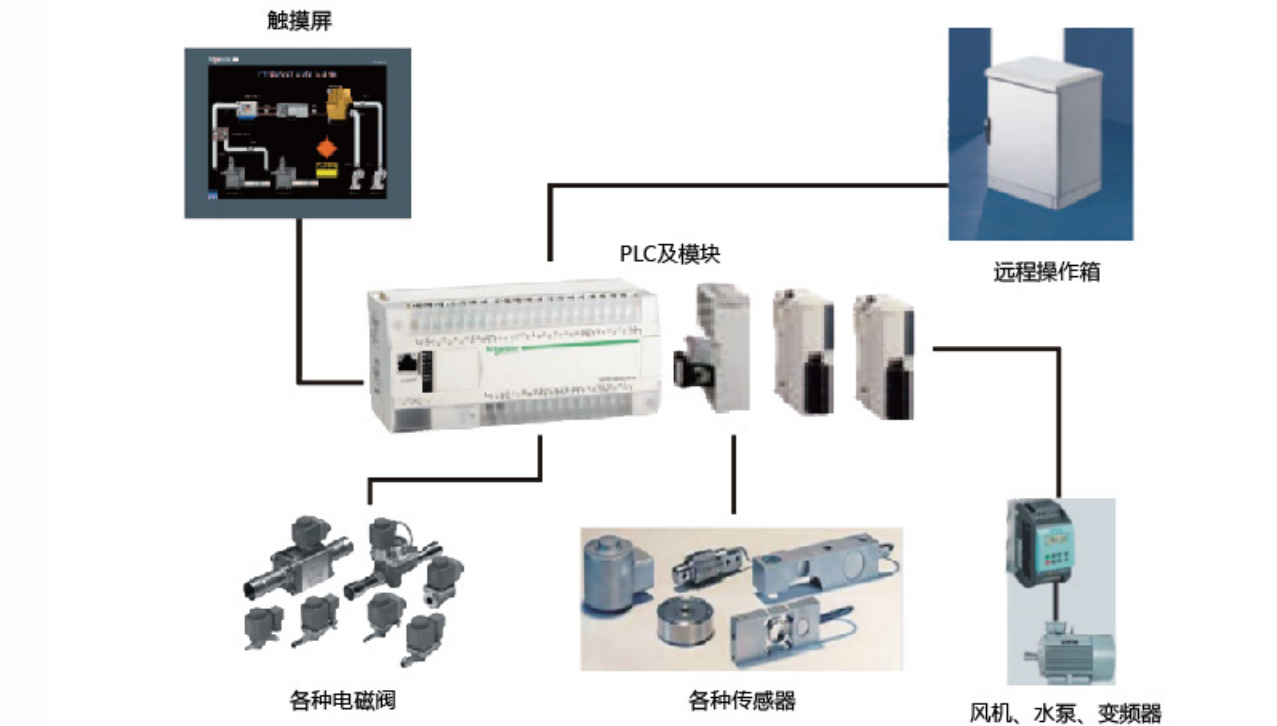 触摸屏
PLC及模块
远程操作箱
各种电磁阀
各种传感器
风机、水泵、变频器